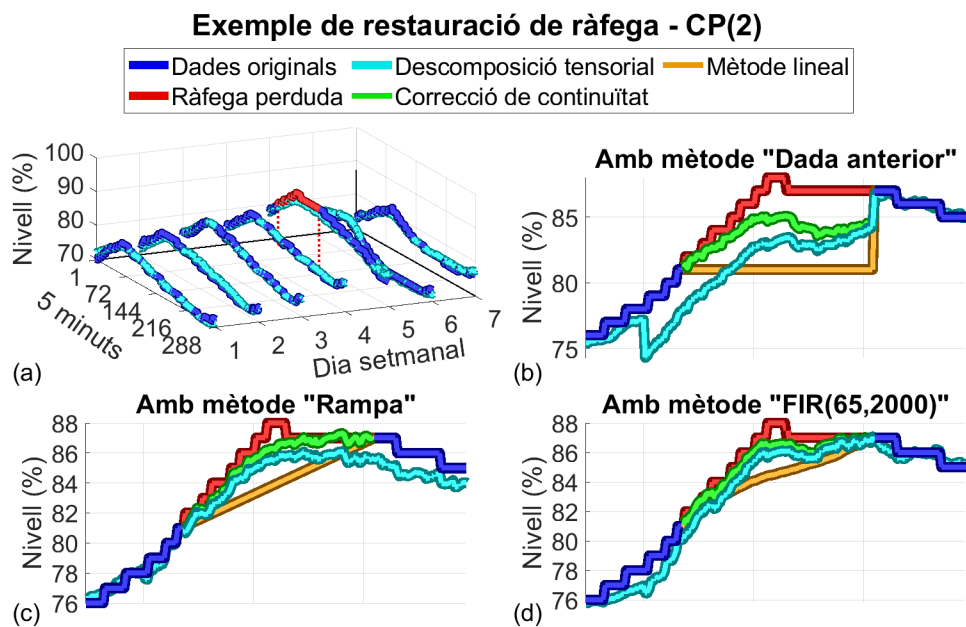 Exemple de restauració de ràfega - CP(2)
Dades originals
Descomposició tensorial
Mètode lineal
Ràfega perduda
Correcció de continuïtat
100
90
80
70
Nivell (%)
1
72
144
216
288
5 minuts
1
2
3
4
5
6
7
Dia setmanal
(a)
Amb mètode "Dada anterior"
85
80
75
Nivell (%)
(b)
Amb mètode "Rampa"
88
86
84
82
80
78
76
Nivell (%)
(c)
Amb mètode "FIR(65,2000)"
88
86
84
82
80
78
76
Nivell (%)
(d)